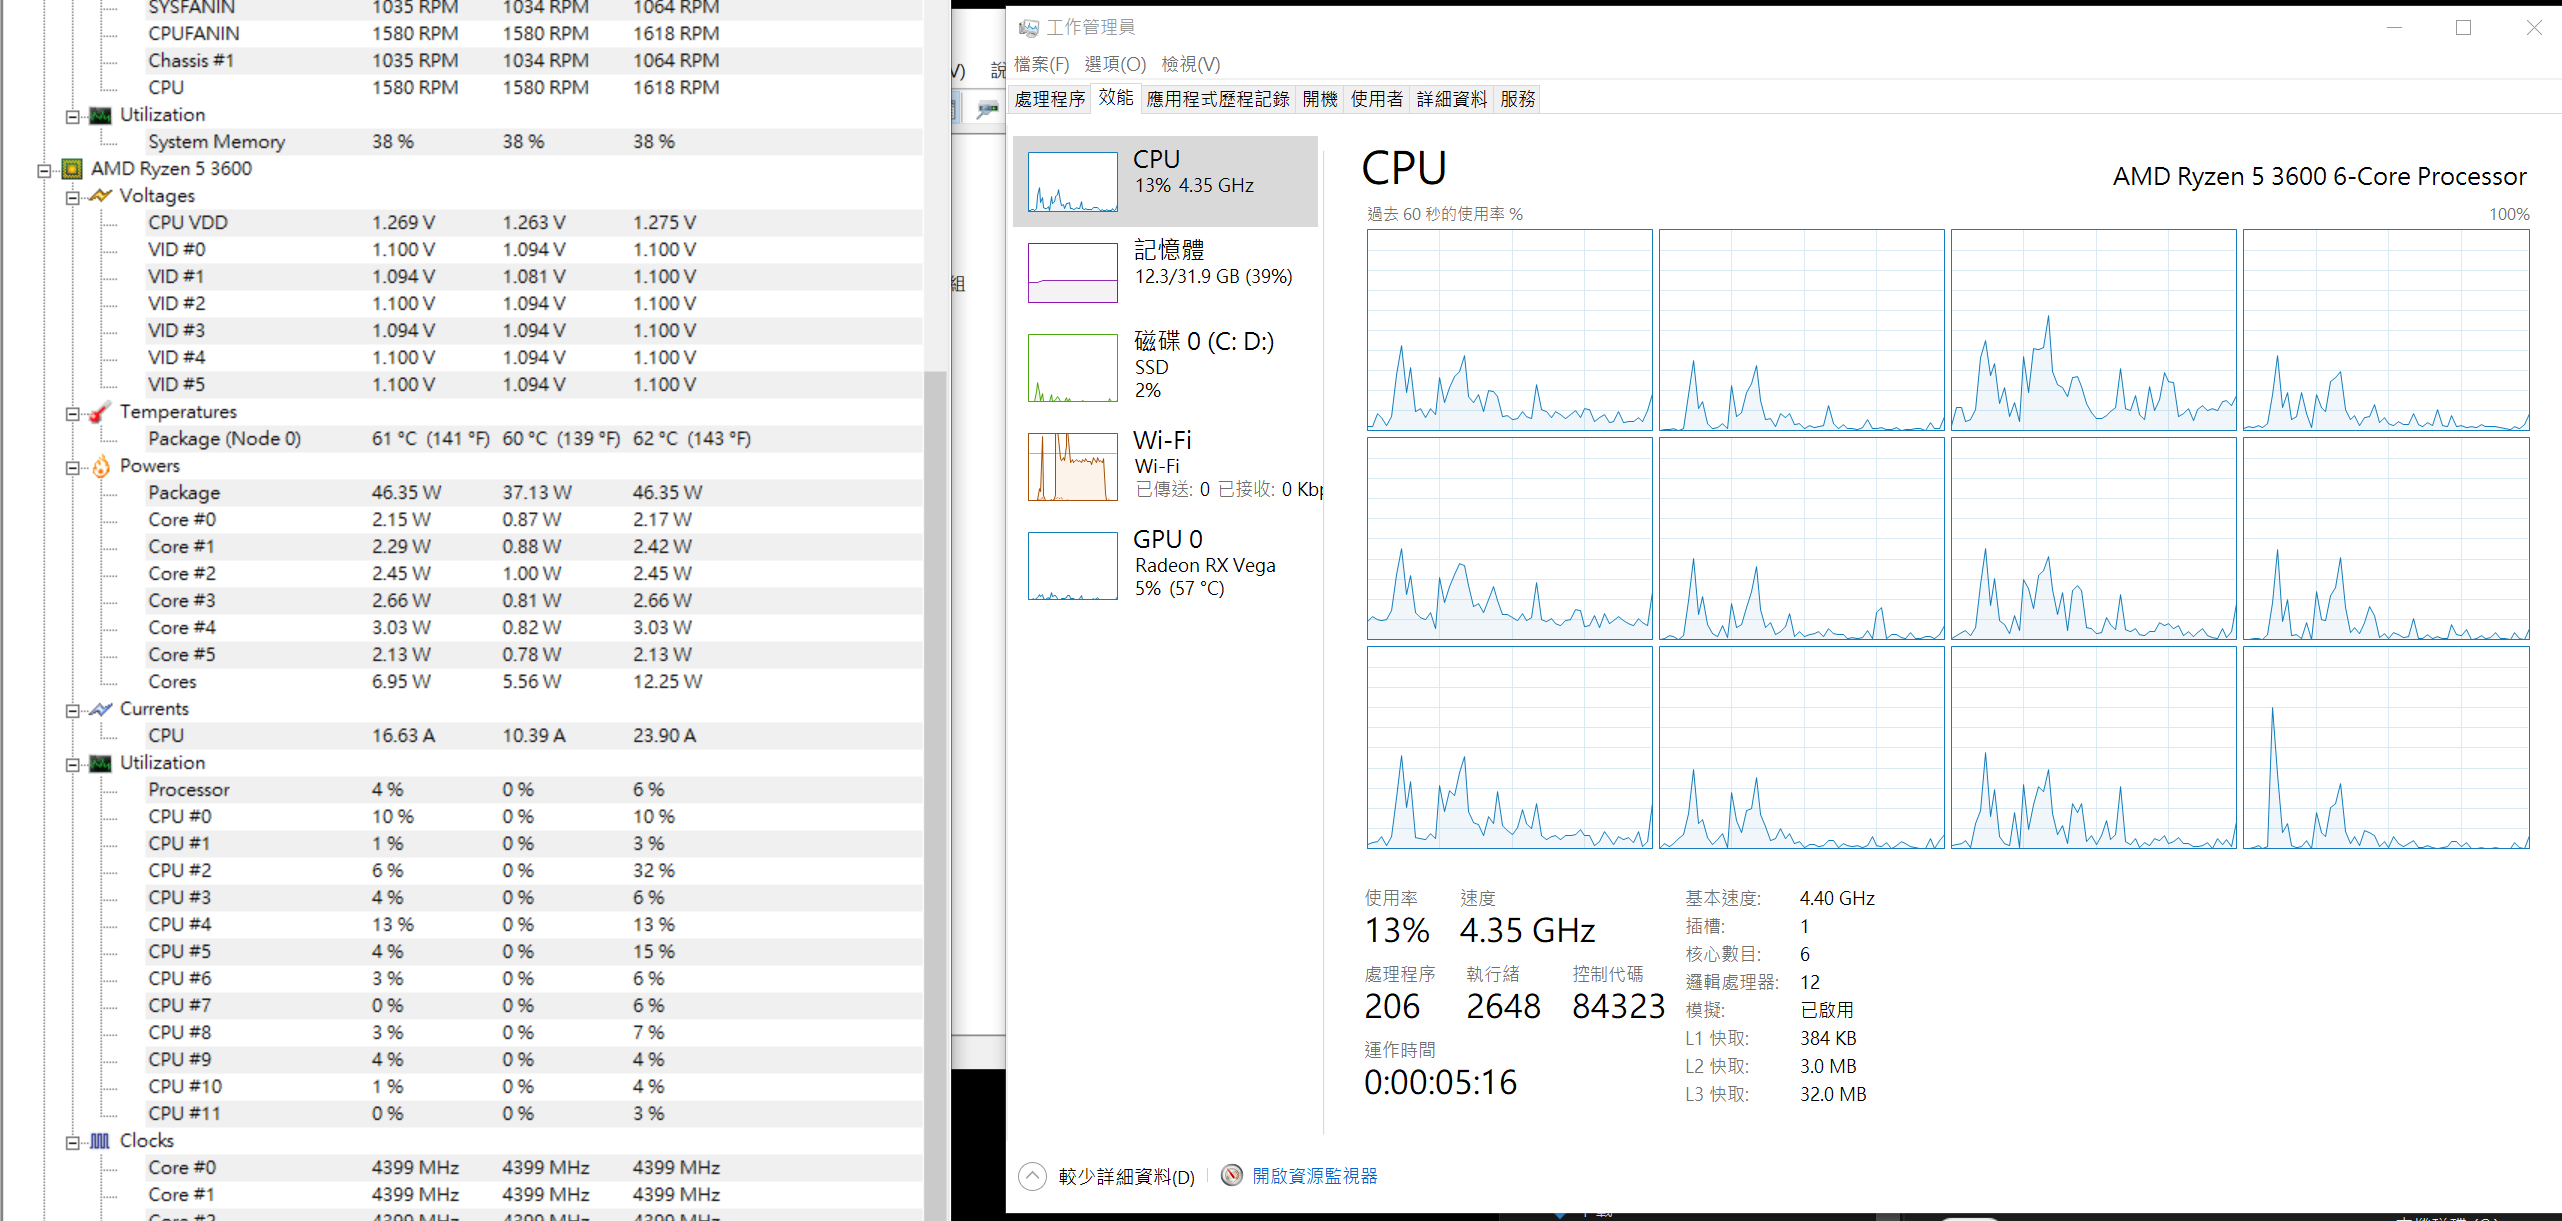 SYSFANIN 1035 RPM 1034 RPM 1064 RPM
CPUFANIN 1580 RPM 1580 RPM 1618 RPM
Chassis #1 1035 RPM 1034 RPM 1064 RPM
CPU 1580 RPM 1580 RPM 1618 RPM
Utilization
System Memory 38 % 38 % 38 %
AMD Ryzen 5 3600
Voltages
CPU VDD 1.269 V 1.263 V 1.275 V
VID #0 1.100 V 1.094 V 1.100 V
VID #1 1.094 V 1.081 V 1.100 V
VID #2 1.100 V 1.094 V 1.100 V
VID #3 1.094 V 1.094 V 1.100 V
VID #4 1.100 V 1.094 V 1.100 V
VID #5 1.100 V 1.094 V 1.100 V
Temperatures
Package (Node 0) 61 °C (141 °F) 60 °C (139 °F) 62 °C (143 °F)
Powers
Package 46.35 W 37.13 W 46.35 W
Core #0 2.15 W 0.87 W 2.17 W
Core #1 2.29 W 0.88 W 2.42 W
Core #2 2.45 W 1.00 W 2.45 W
Core #3 2.66 W 0.81 W 2.66 W
Core #4 3.03 W 0.82 W 3.03 W
Core #5 2.13 W 0.78 W 2.13 W
Cores 6.95 W 5.56 W 12.25 W
Currents
CPU 16.63 A 10.39 A 23.90 A
Utilization
Processor 4 % 0 % 6 %
CPU #0 10 % 0 % 10 %
CPU #1 1 % 0 % 3 %
CPU #2 6 % 0 % 32 %
CPU #3 4 % 0 % 6 %
CPU #4 13 % 0 % 13 %
CPU #5 4 % 0 % 15 %
CPU #6 3 % 0 % 6 %
CPU #7 0 % 0 % 6 %
CPU #8 3 % 0 % 7 %
CPU #9 4 % 0 % 4 %
CPU #10 1 % 0 % 4 %
CPU #11 0 % 0 % 3 %
Clocks
Core #0 4399 MHz 4399 MHz 4399 MHz
Core #1 4399 MHz 4399 MHz 4399 MHz
Core #2 4399 MHz 4399 MHz 4399 MHz
V) 說
組
工作管理員
檔案(F) 選項(O) 檢視(V)
處理程序 效能 應用程式歷程記錄 開機 使用者 詳細資料 服務
CPU
13% 4.35 GHz
記憶體
12.3/31.9 GB (39%)
磁碟 0 (C: D:)
SSD
2%
Wi-Fi
Wi-Fi
已傳送: 0 已接收: 0 Kbp
GPU 0
Radeon RX Vega
5% (57 °C)
CPU
AMD Ryzen 5 3600 6-Core Processor
過去 60 秒的使用率 %
100%
使用率 速度
13% 4.35 GHz
處理程序 執行緒 控制代碼
206 2648 84323
運作時間
0:00:05:16
基本速度: 4.40 GHz
插槽: 1
核心數目: 6
邏輯處理器: 12
模擬: 已啟用
L1 快取: 384 KB
L2 快取: 3.0 MB
L3 快取: 32.0 MB
較少詳細資料(D)
開啟資源監視器